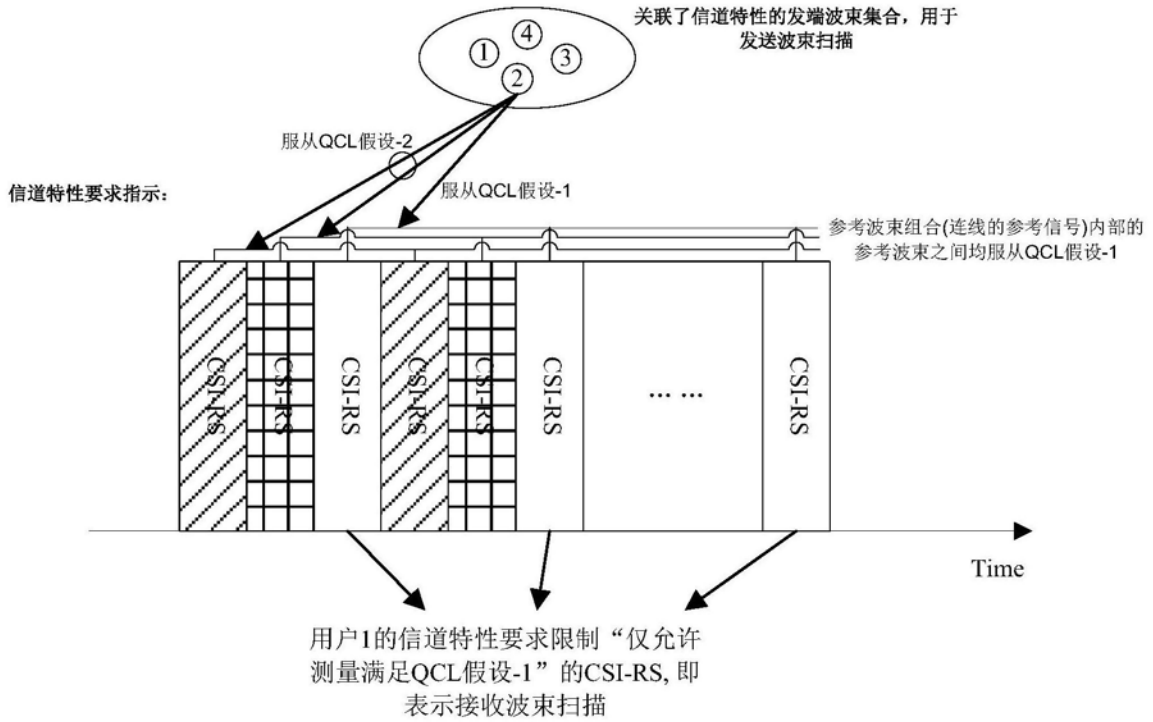 关联了信道特性的发端波束集合，用于
发送波束扫描
①
④
③
②
服从QCL假设-2
服从QCL假设-1
信道特性要求指示：
参考波束组合(连线的参考信号)内部的
参考波束之间均服从QCL假设-1
CSI-RS
CSI-RS
CSI-RS
CSI-RS
CSI-RS
CSI-RS
... ...
CSI-RS
Time
用户1的信道特性要求限制“仅允许
测量满足QCL假设-1”的CSI-RS, 即
表示接收波束扫描